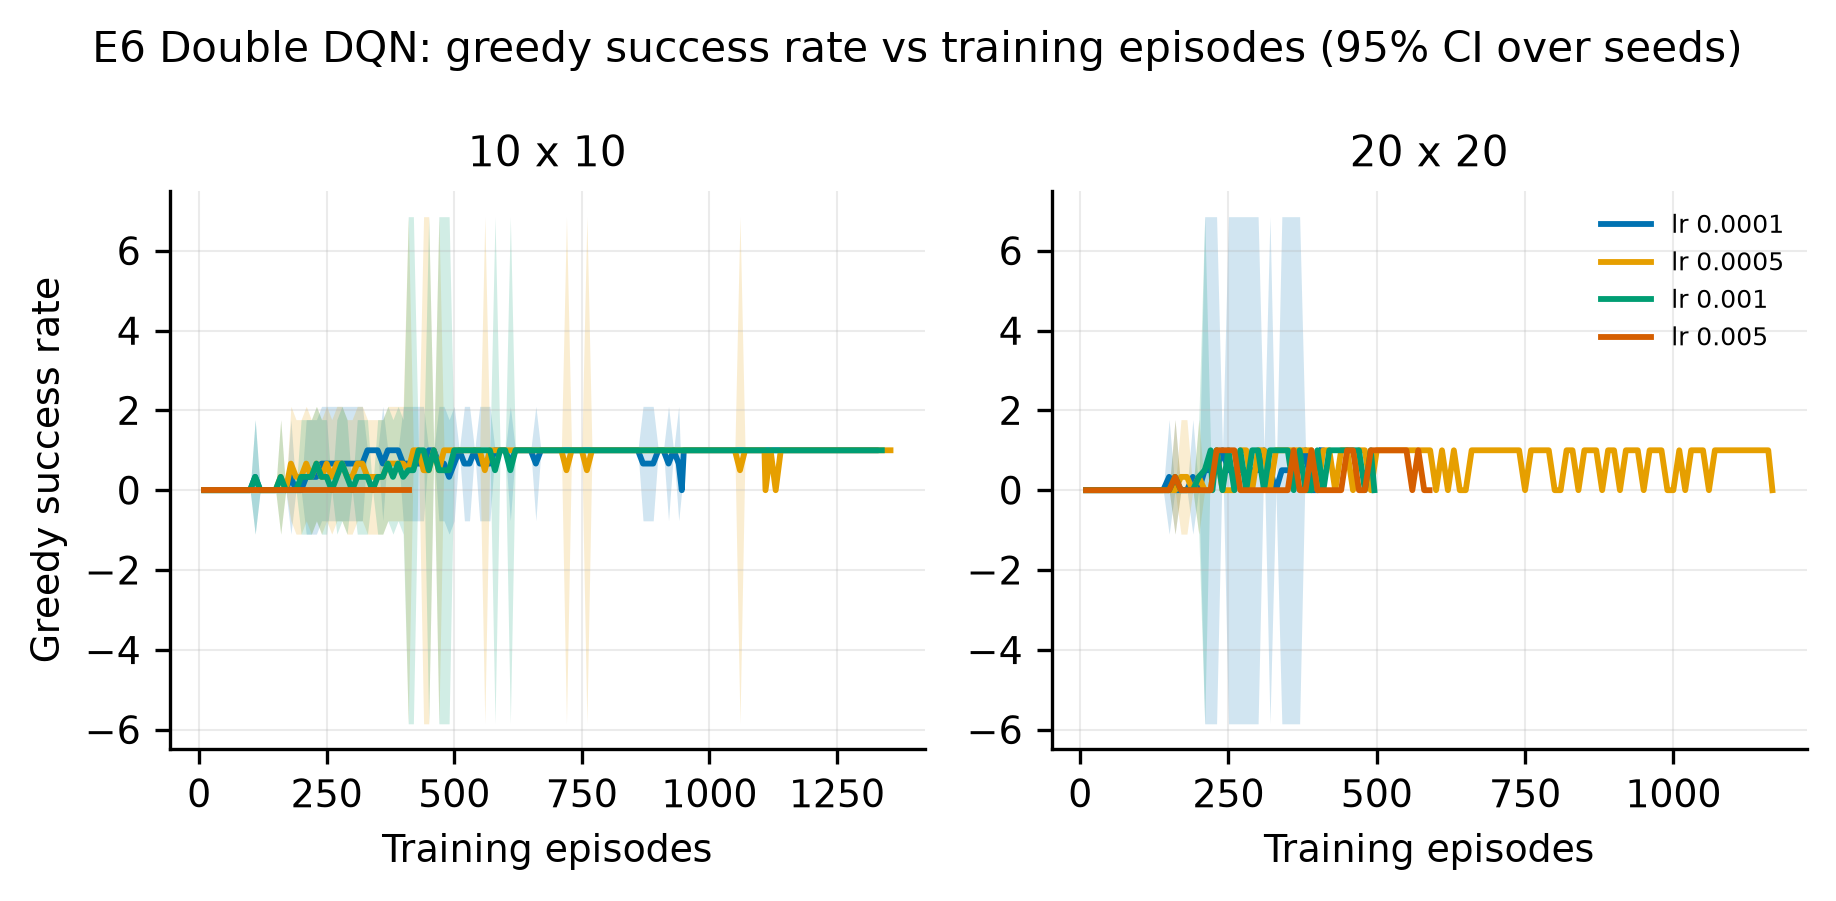 E6 Double DQN: greedy success rate vs training episodes (95% CI over seeds)
10 x 10
20 x 20
Greedy success rate
6
4
2
0
−2
−4
−6
0 250 500 750 1000 1250
Training episodes
6
4
2
0
−2
−4
−6
0 250 500 750 1000
Training episodes
lr 0.0001
lr 0.0005
lr 0.001
lr 0.005